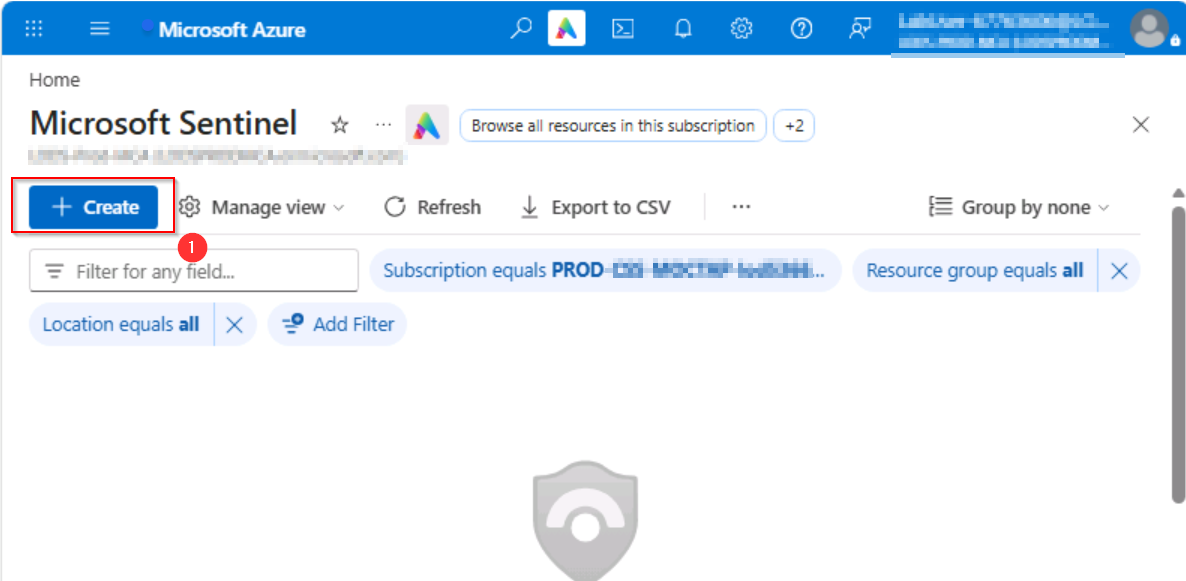 Microsoft Azure
Home
Microsoft Sentinel
Browse all resources in this subscription
+2
Create
Manage view
Refresh
Export to CSV
Group by none
1
Filter for any field...
Subscription equals PROD-
Resource group equals all
Location equals all
Add Filter